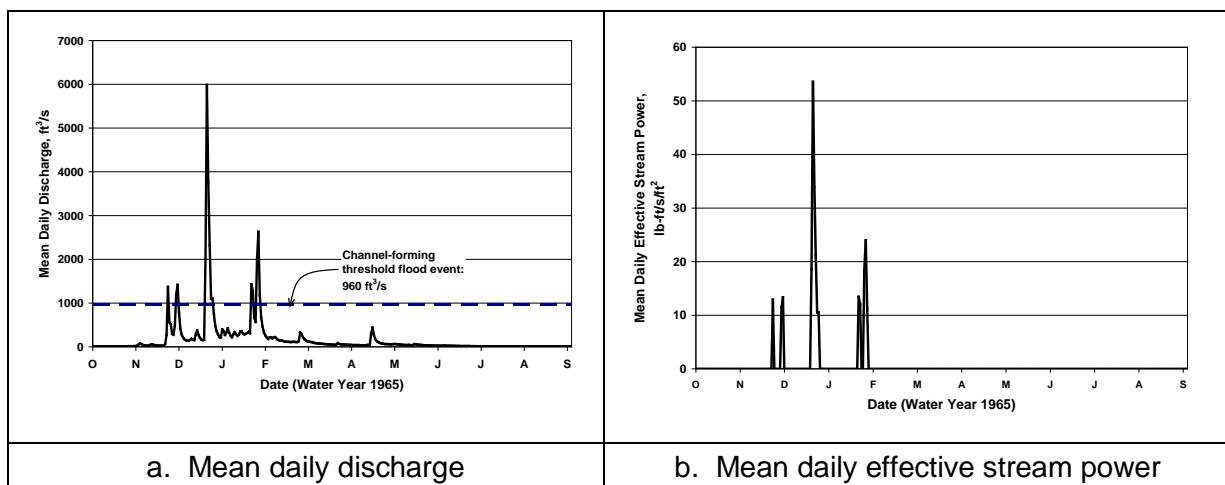 7000
6000
5000
4000
3000
2000
1000
0
Mean Daily Discharge, ft³/s
Channel-forming
threshold flood event:
960 ft³/s
O N D J F M A M J J A S
Date (Water Year 1965)
60
50
40
30
20
10
0
Mean Daily Effective Stream Power,
lb-ft/s/ft²
O N D J F M A M J J A S
Date (Water Year 1965)
a. Mean daily discharge
b. Mean daily effective stream power